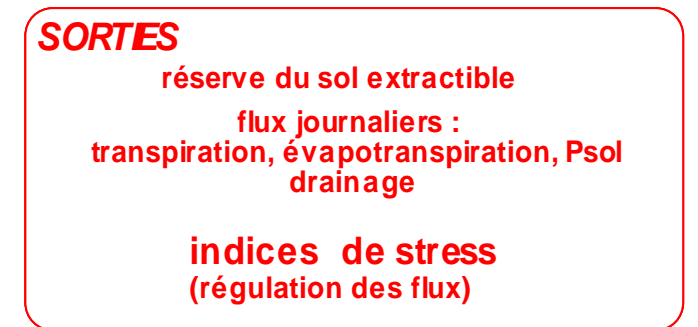 SORTIES
réserve du sol extractible
flux journaliers :
transpiration, évapotranspiration, Psol
drainage
indices de stress
(régulation des flux)